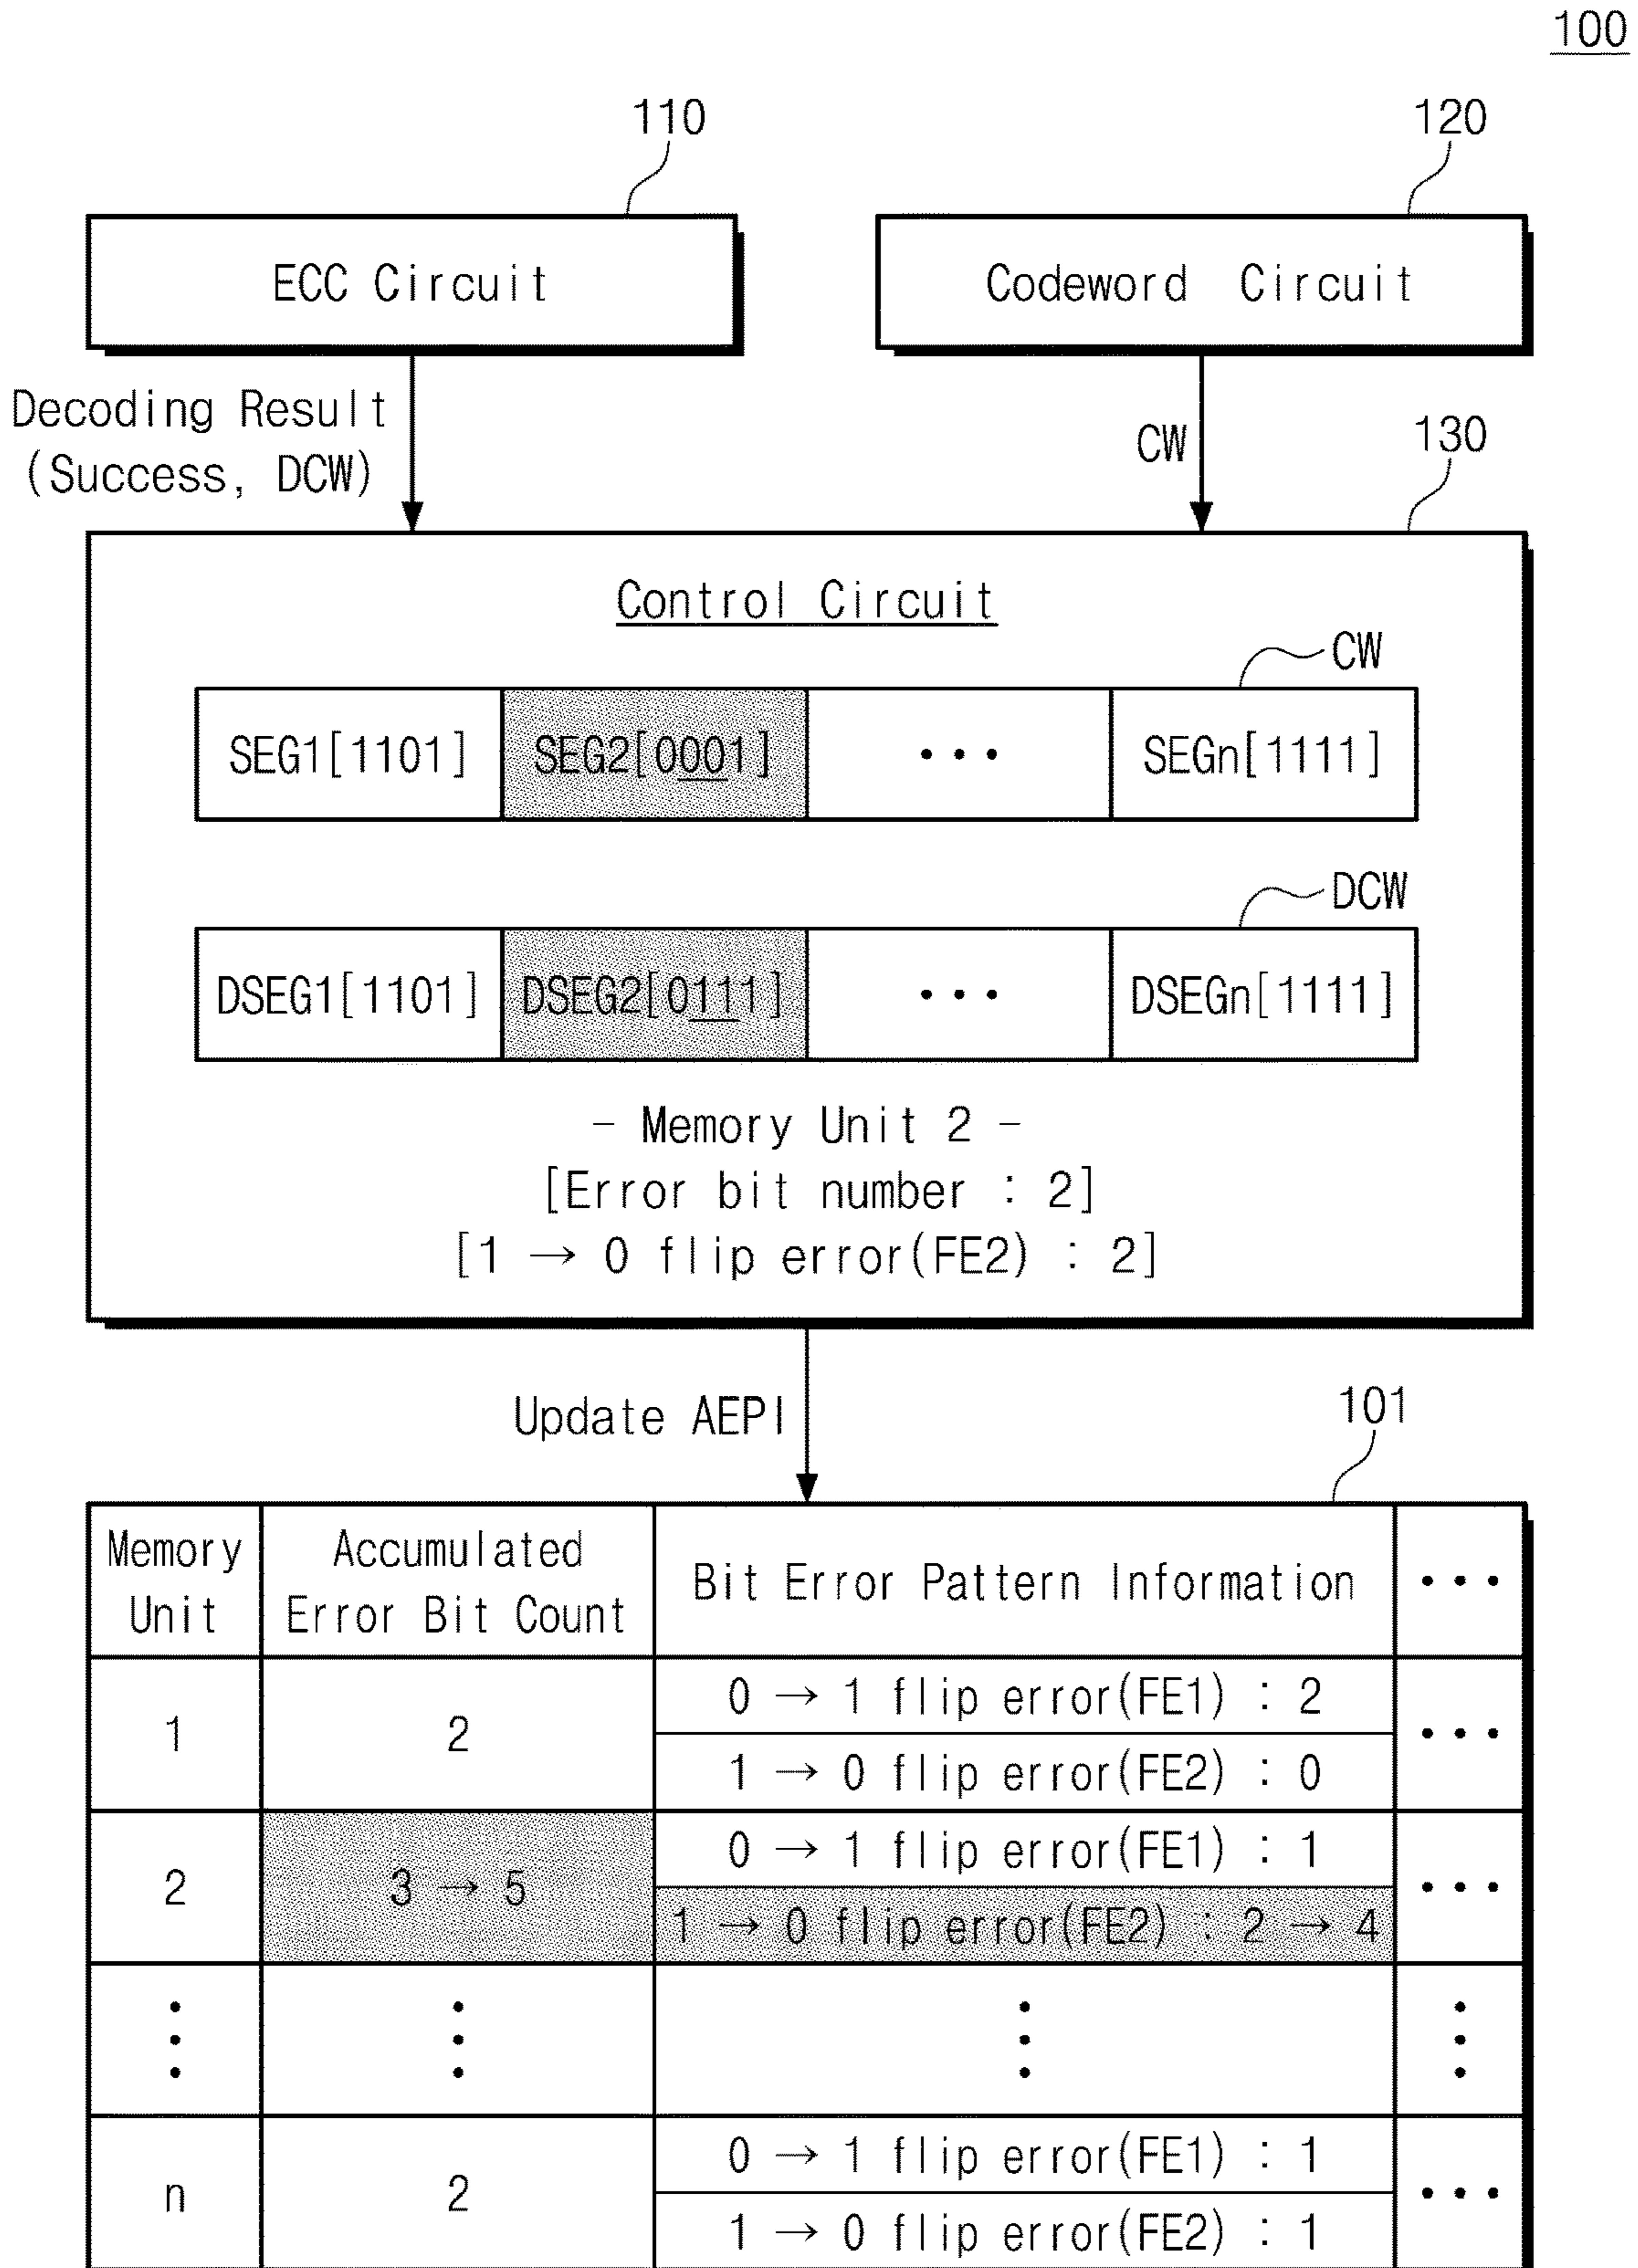 100
110
120
ECC Circuit
Codeword Circuit
Decoding Result
(Success, DCW)
CW
130
Control Circuit
CW
SEG1[1101]
SEG2[0001]
• • •
SEGn[1111]
DCW
DSEG1[1101]
DSEG2[0111]
• • •
DSEGn[1111]
– Memory Unit 2 –
[Error bit number : 2]
[1 → 0 flip error(FE2) : 2]
Update AEPI
101
Memory
Unit
Accumulated
Error Bit Count
Bit Error Pattern Information
• • •
1
2
0 → 1 flip error(FE1) : 2
1 → 0 flip error(FE2) : 0
• • •
2
3 → 5
0 → 1 flip error(FE1) : 1
1 → 0 flip error(FE2) : 2 → 4
• • •
n
2
0 → 1 flip error(FE1) : 1
1 → 0 flip error(FE2) : 1
• • •